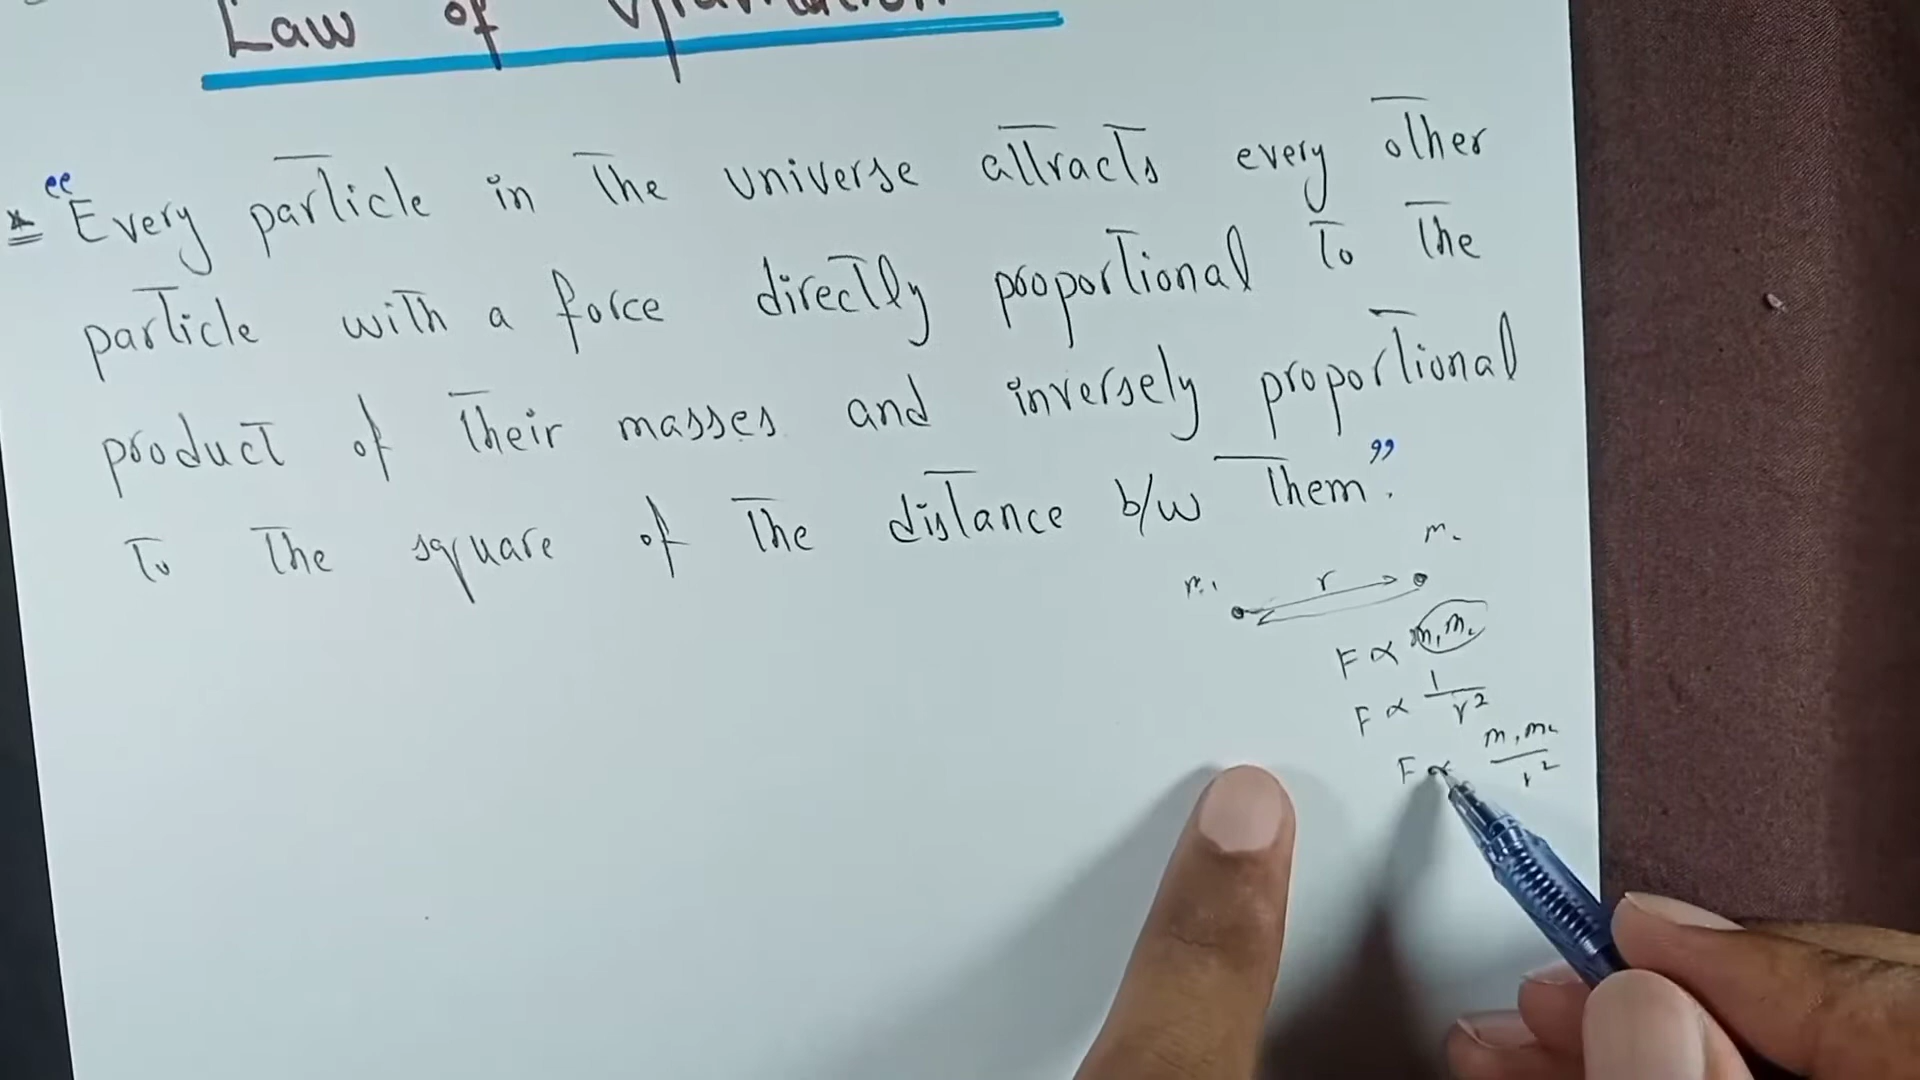 Law of Gravitation
* “Every particle in the universe attracts every other
particle with a force directly proportional to the
product of their masses and inversely proportional
to the square of the distance b/w them”.
m₁ r m₂
F ∝ m₁m₂
F ∝ 1/r²
F ∝ m₁m₂/r²